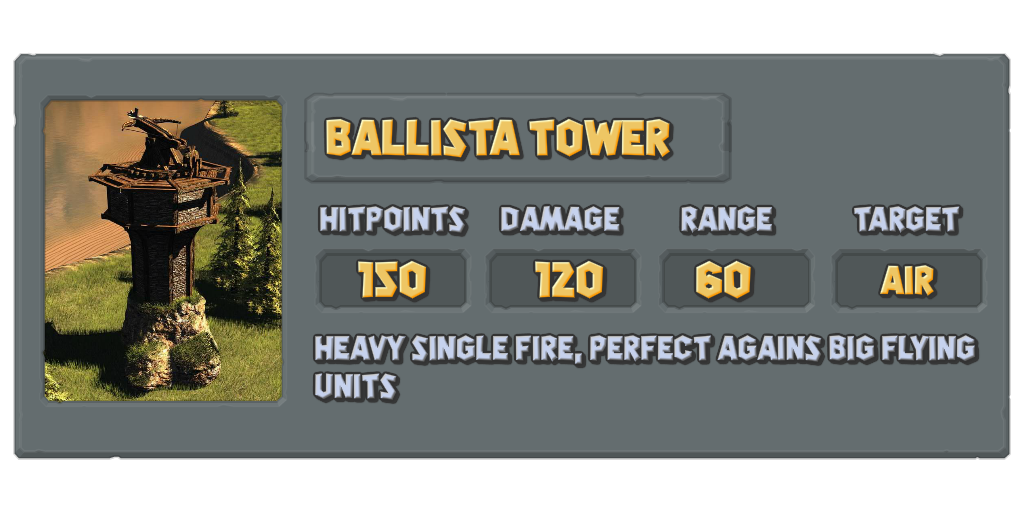 BALLISTA TOWER
HITPOINTS DAMAGE RANGE TARGET
150 120 60 AIR
HEAVY SINGLE FIRE, PERFECT AGAINS BIG FLYING
UNITS